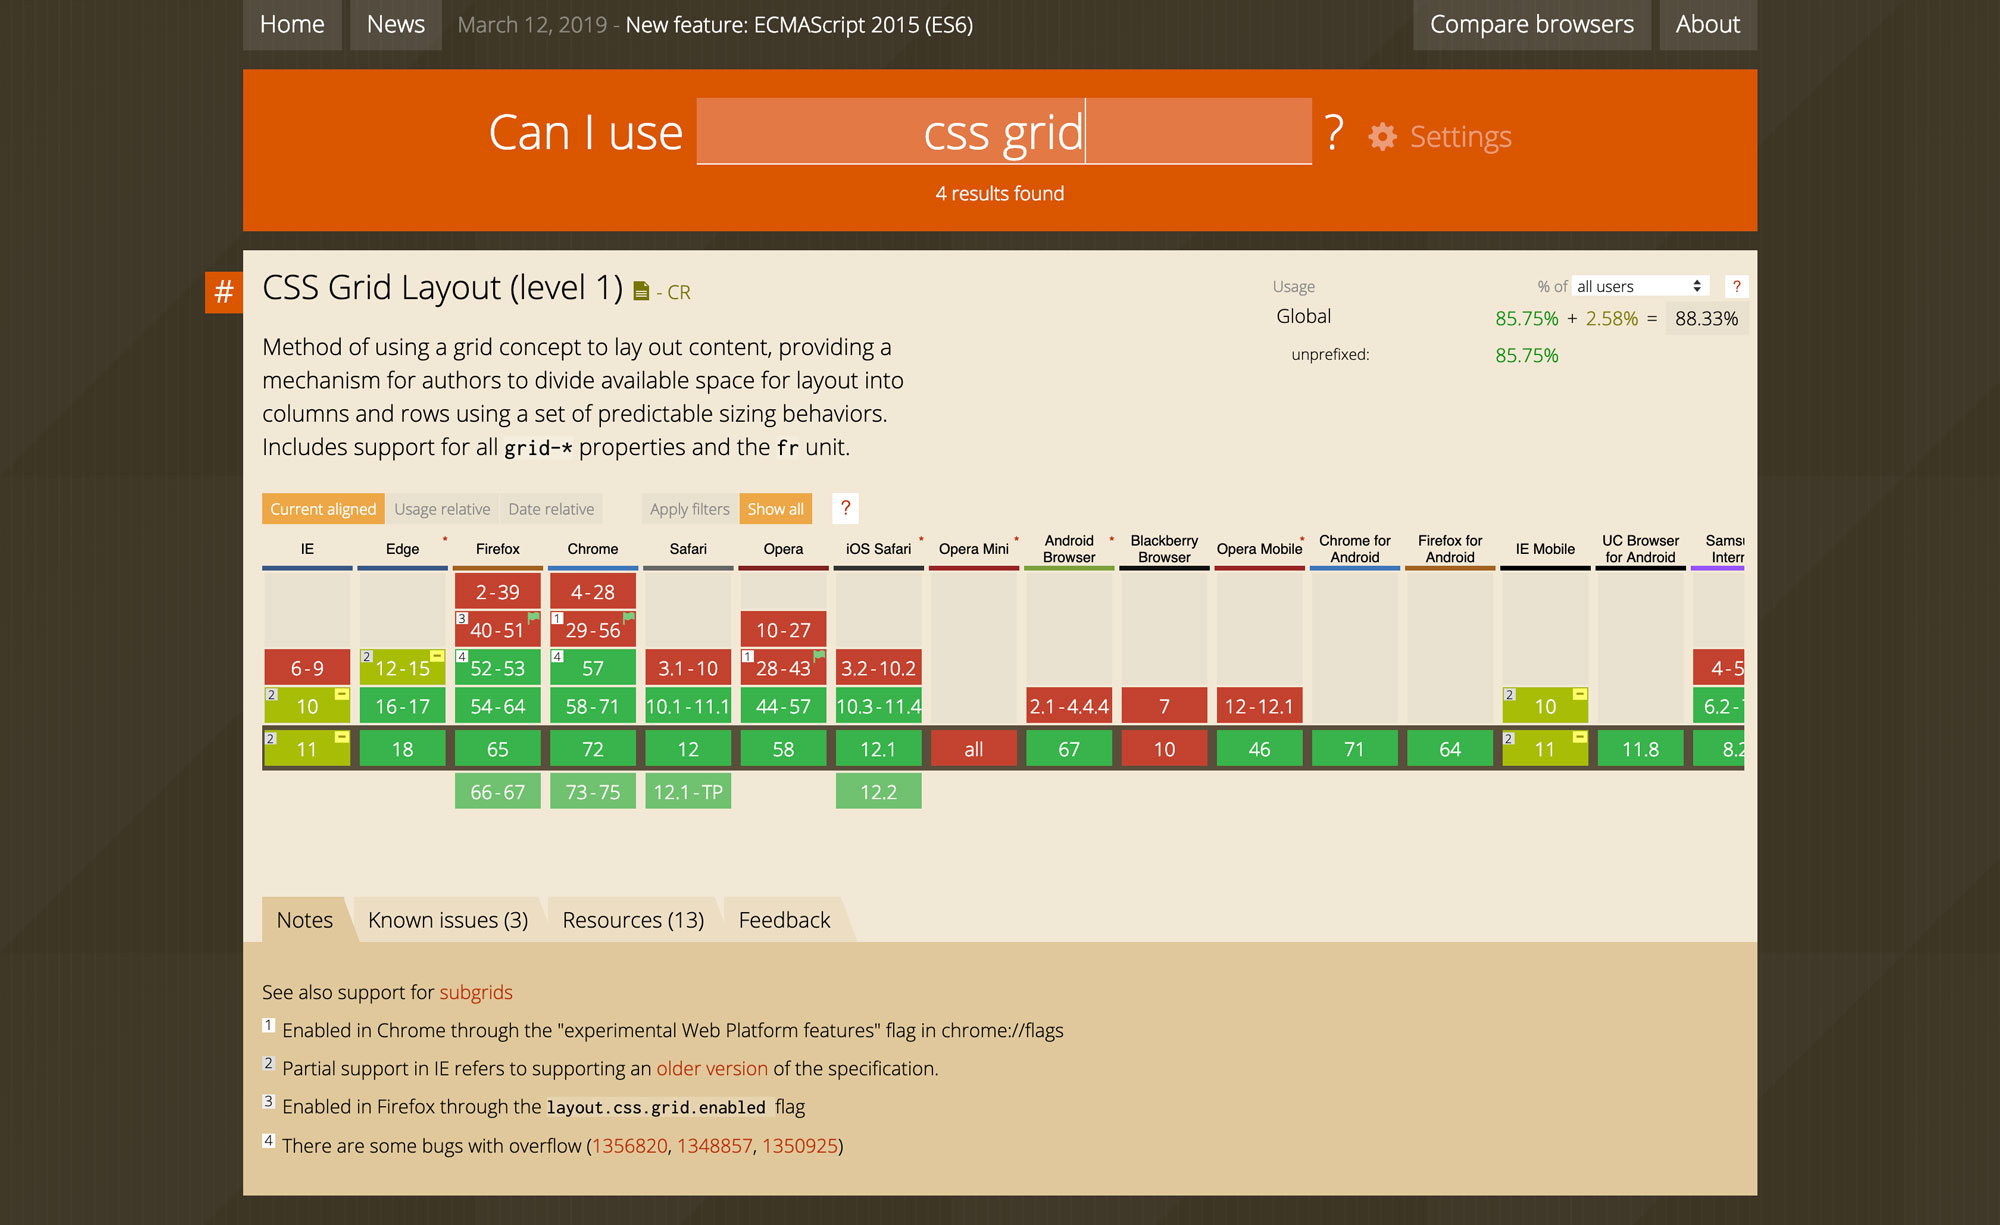 Home News March 12, 2019 - New feature: ECMAScript 2015 (ES6) Compare browsers About
Can I use css grid ? Settings
4 results found
# CSS Grid Layout (level 1) - CR
Usage % of all users ?
Global 85.75% + 2.58% = 88.33%
unprefixed: 85.75%
Method of using a grid concept to lay out content, providing a
mechanism for authors to divide available space for layout into
columns and rows using a set of predictable sizing behaviors.
Includes support for all grid-* properties and the fr unit.
Current aligned Usage relative Date relative Apply filters Show all ?
IE Edge * Firefox Chrome Safari Opera iOS Safari * Opera Mini * Android Browser * Blackberry Browser Opera Mobile * Chrome for Android Firefox for Android IE Mobile UC Browser for Android Samsu Interr
2-39 4-28
3 40-51 1 29-56 10-27
6-9 2 12-15 4 52-53 4 57 3.1-10 1 28-43 3.2-10.2 4-5
2 10 16-17 54-64 58-71 10.1-11.1 44-57 10.3-11.4 2.1-4.4.4 7 12-12.1 2 10 6.2-
2 11 18 65 72 12 58 12.1 all 67 10 46 71 64 2 11 11.8 8.2
66-67 73-75 12.1-TP 12.2
Notes Known issues (3) Resources (13) Feedback
See also support for subgrids
1 Enabled in Chrome through the "experimental Web Platform features" flag in chrome://flags
2 Partial support in IE refers to supporting an older version of the specification.
3 Enabled in Firefox through the layout.css.grid.enabled flag
4 There are some bugs with overflow (1356820, 1348857, 1350925)